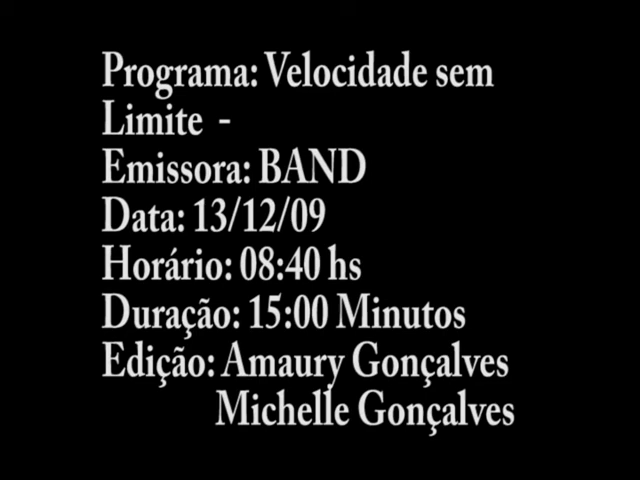 Programa: Velocidade sem
Limite -
Emissora: BAND
Data: 13/12/09
Horário: 08:40 hs
Duração: 15:00 Minutos
Edição: Amaury Gonçalves
Michelle Gonçalves